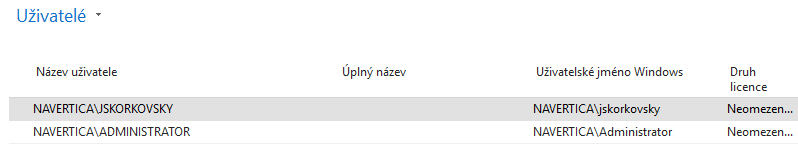 Uživatelé
Název uživatele Úplný název Uživatelské jméno Windows Druh licence
NAVERTICA\JSKORKOVSKY NAVERTICA\jskorkovsky Neomezen...
NAVERTICA\ADMINISTRATOR NAVERTICA\Administrator Neomezen...